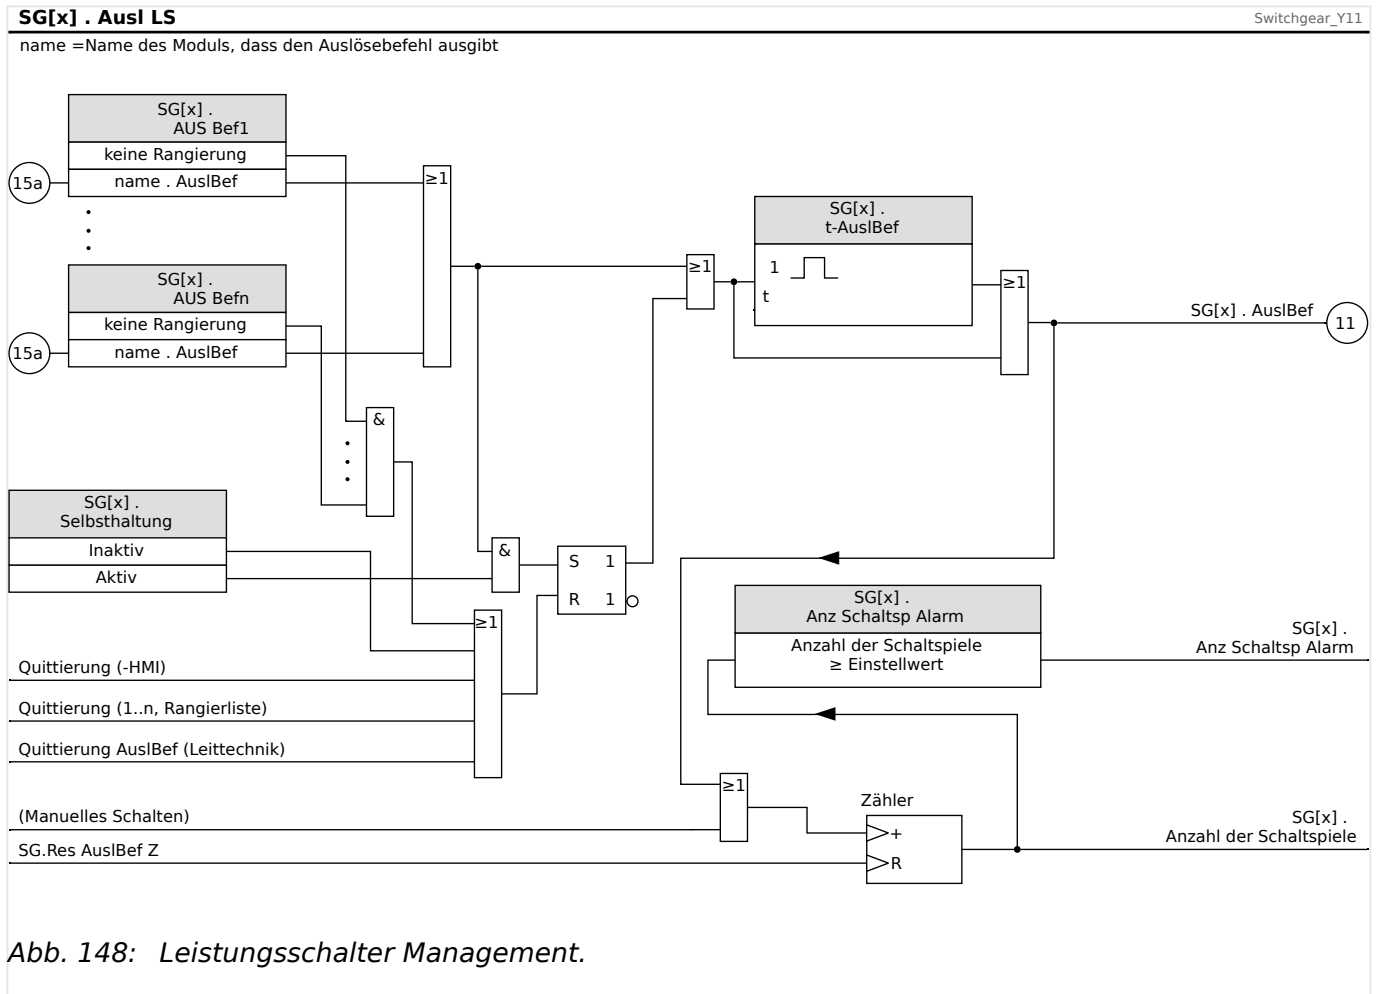 SG[x] . Ausl LS
Switchgear_Y11
name =Name des Moduls, dass den Auslösebefehl ausgibt
SG[x] .
AUS Bef1
keine Rangierung
15a
name . AuslBef
≥1
SG[x] .
t-AuslBef
1
t
≥1
≥1
SG[x] . AuslBef
11
SG[x] .
AUS Befn
keine Rangierung
15a
name . AuslBef
&
SG[x] .
Selbsthaltung
Inaktiv
Aktiv
&
S 1
R 1
≥1
SG[x] .
Anz Schaltsp Alarm
Anzahl der Schaltspiele
≥ Einstellwert
SG[x] .
Anz Schaltsp Alarm
Quittierung (-HMI)
Quittierung (1..n, Rangierliste)
Quittierung AuslBef (Leittechnik)
≥1
(Manuelles Schalten)
SG.Res AuslBef Z
Zähler
+
R
SG[x] .
Anzahl der Schaltspiele
Abb. 148: Leistungsschalter Management.